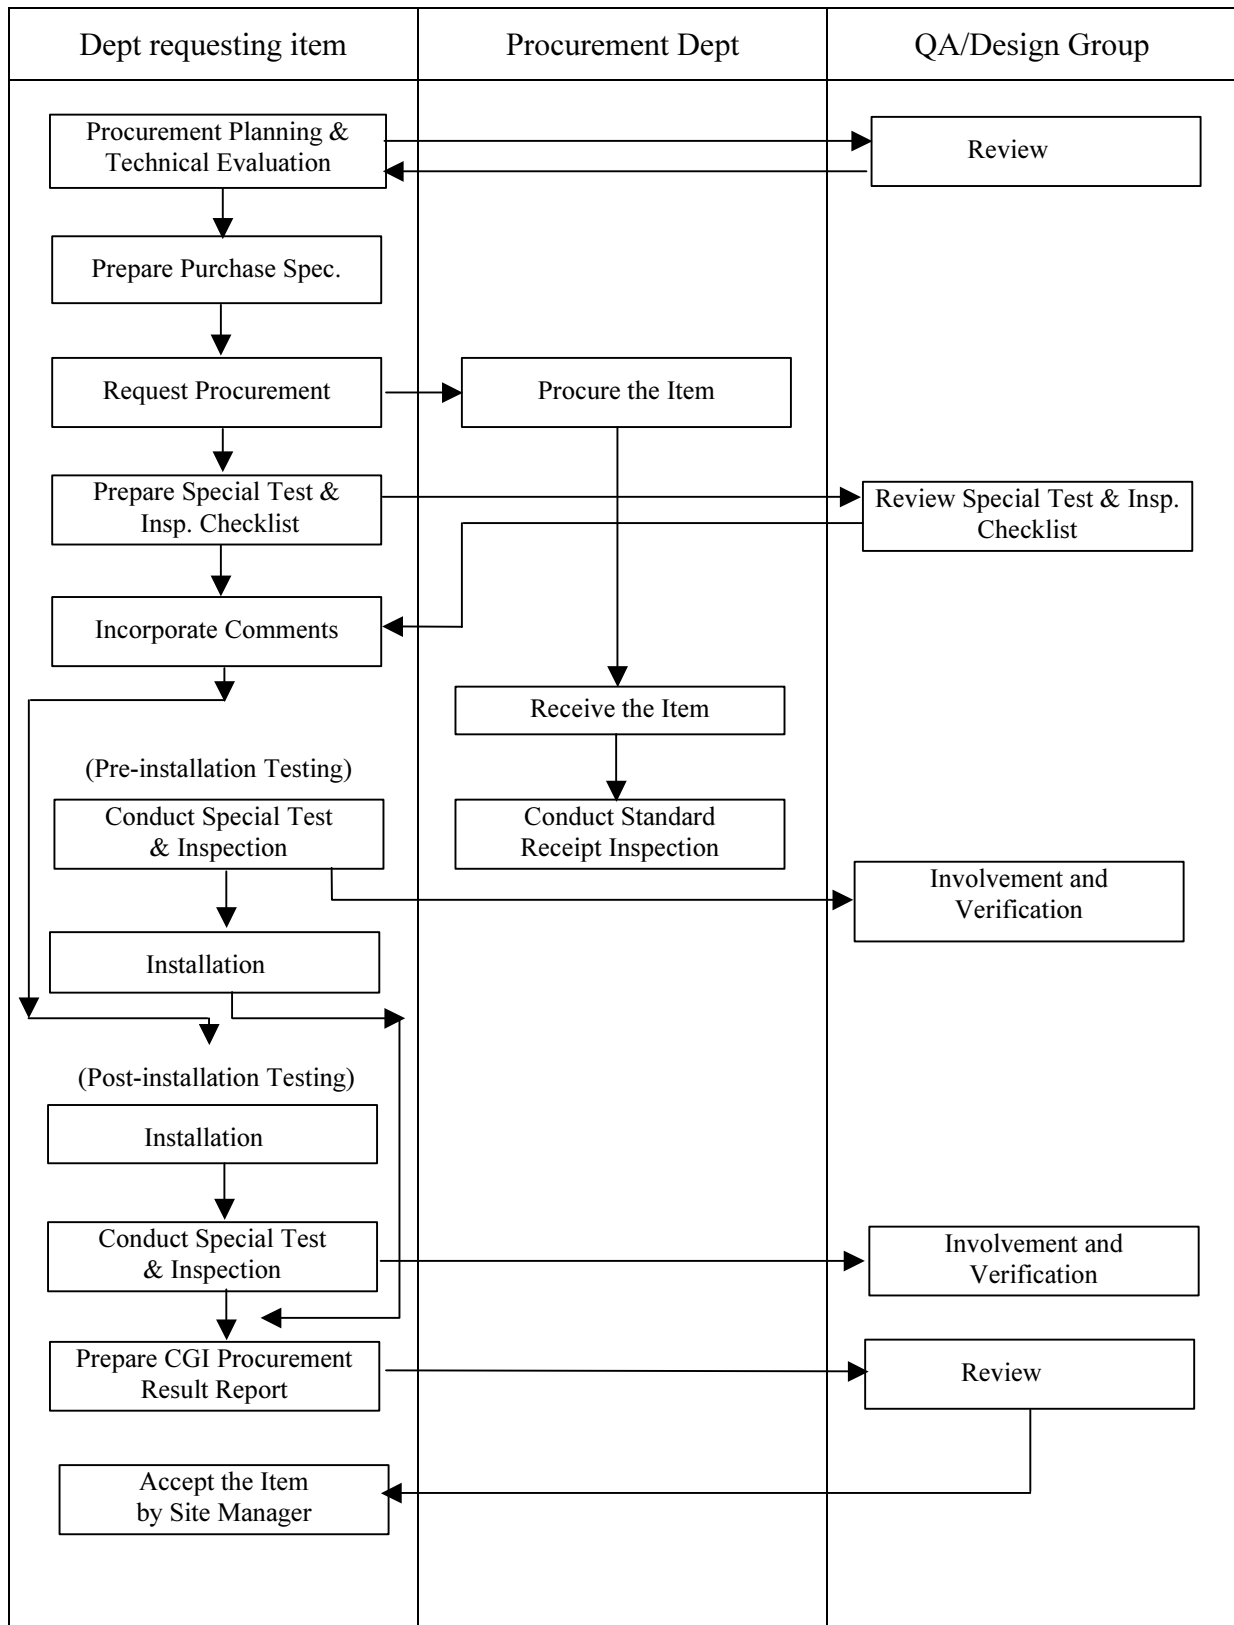 Dept requesting item
Procurement Dept
QA/Design Group
Procurement Planning &
Technical Evaluation
Review
Prepare Purchase Spec.
Request Procurement
Procure the Item
Prepare Special Test &
Insp. Checklist
Review Special Test & Insp.
Checklist
Incorporate Comments
Receive the Item
(Pre-installation Testing)
Conduct Special Test
& Inspection
Conduct Standard
Receipt Inspection
Involvement and
Verification
Installation
(Post-installation Testing)
Installation
Conduct Special Test
& Inspection
Involvement and
Verification
Prepare CGI Procurement
Result Report
Review
Accept the Item
by Site Manager